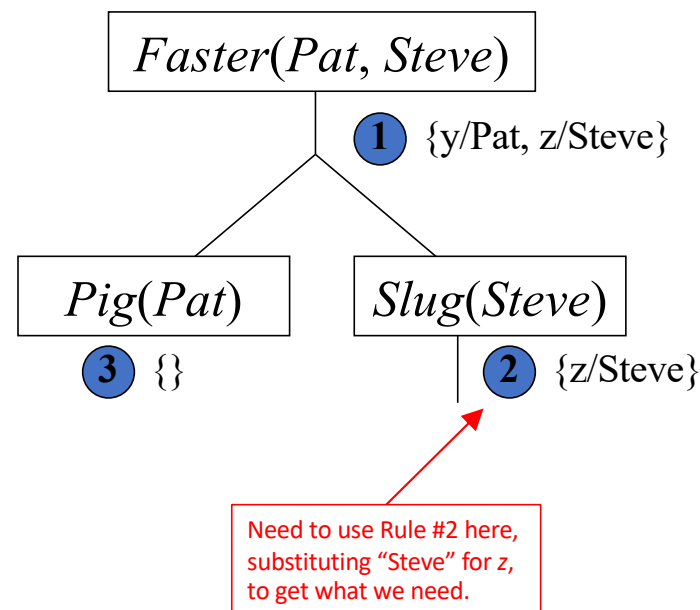 Faster(Pat, Steve)
1 {y/Pat, z/Steve}
Pig(Pat)
Slug(Steve)
3 {}
2 {z/Steve}
Need to use Rule #2 here,
substituting “Steve” for z,
to get what we need.